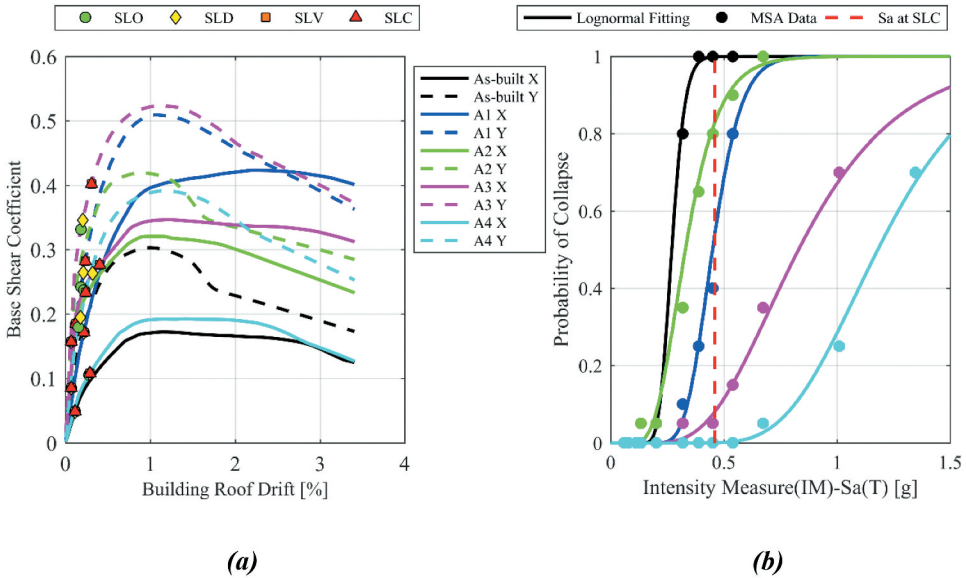 SLO SLD SLV SLC
Lognormal Fitting MSA Data Sa at SLC
0.6
0.5
0.4
0.3
0.2
0.1
0
Base Shear Coefficient
0 1 2 3 4
Building Roof Drift [%]
As-built X
As-built Y
A1 X
A1 Y
A2 X
A2 Y
A3 X
A3 Y
A4 X
A4 Y
1
0.8
0.6
0.4
0.2
0
Probability of Collapse
0 0.5 1 1.5
Intensity Measure(IM)-Sa(T) [g]
(a) (b)